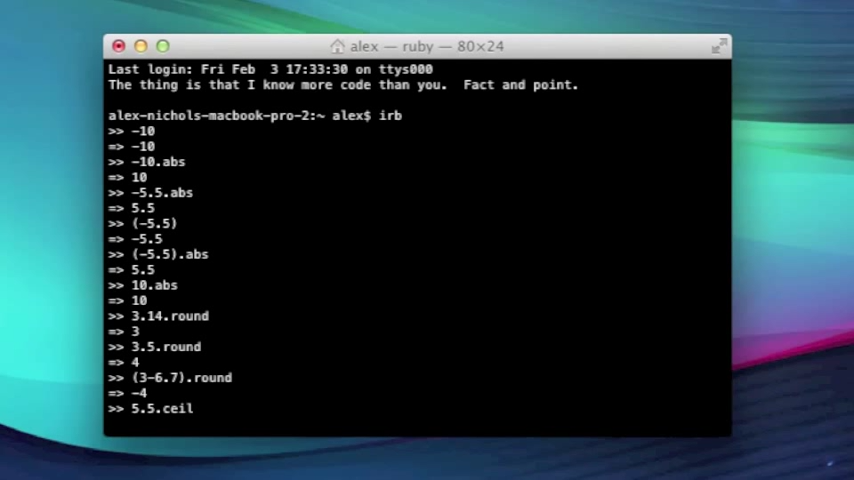 alex — ruby — 80×24
Last login: Fri Feb  3 17:33:30 on ttys000
The thing is that I know more code than you.  Fact and point.
alex-nichols-macbook-pro-2:~ alex$ irb
>> -10
=> -10
>> -10.abs
=> 10
>> -5.5.abs
=> 5.5
>> (-5.5)
=> -5.5
>> (-5.5).abs
=> 5.5
>> 10.abs
=> 10
>> 3.14.round
=> 3
>> 3.5.round
=> 4
>> (3-6.7).round
=> -4
>> 5.5.ceil